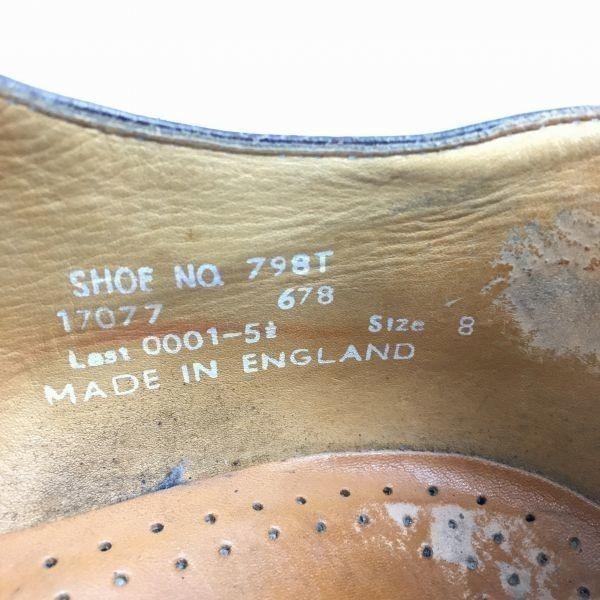 SHOE NO. 798T
17077 678
Last 0001-5½ Size 8
MADE IN ENGLAND